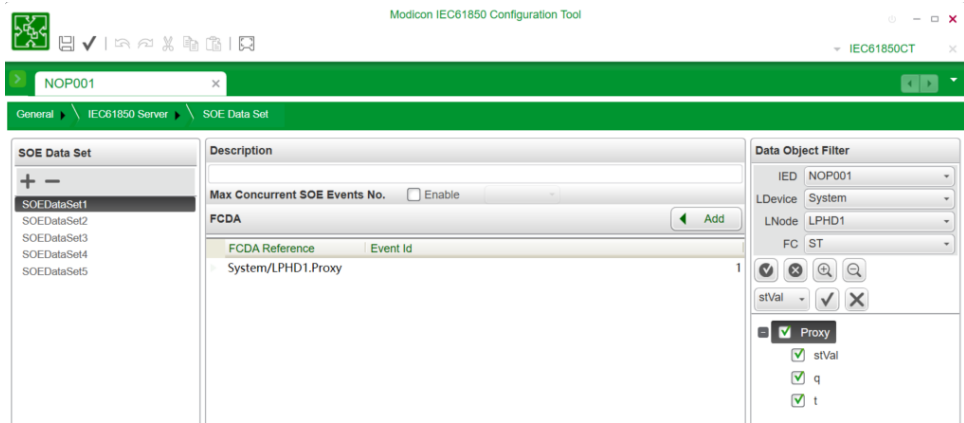 Modicon IEC61850 Configuration Tool
IEC61850CT
NOP001
General
IEC61850 Server
SOE Data Set
SOE Data Set
SOEDataSet1
SOEDataSet2
SOEDataSet3
SOEDataSet4
SOEDataSet5
Description
Max Concurrent SOE Events No. Enable
FCDA
Add
FCDA Reference Event Id
System/LPHD1.Proxy 1
Data Object Filter
IED NOP001
LDevice System
LNode LPHD1
FC ST
stVal
Proxy
stVal
q
t